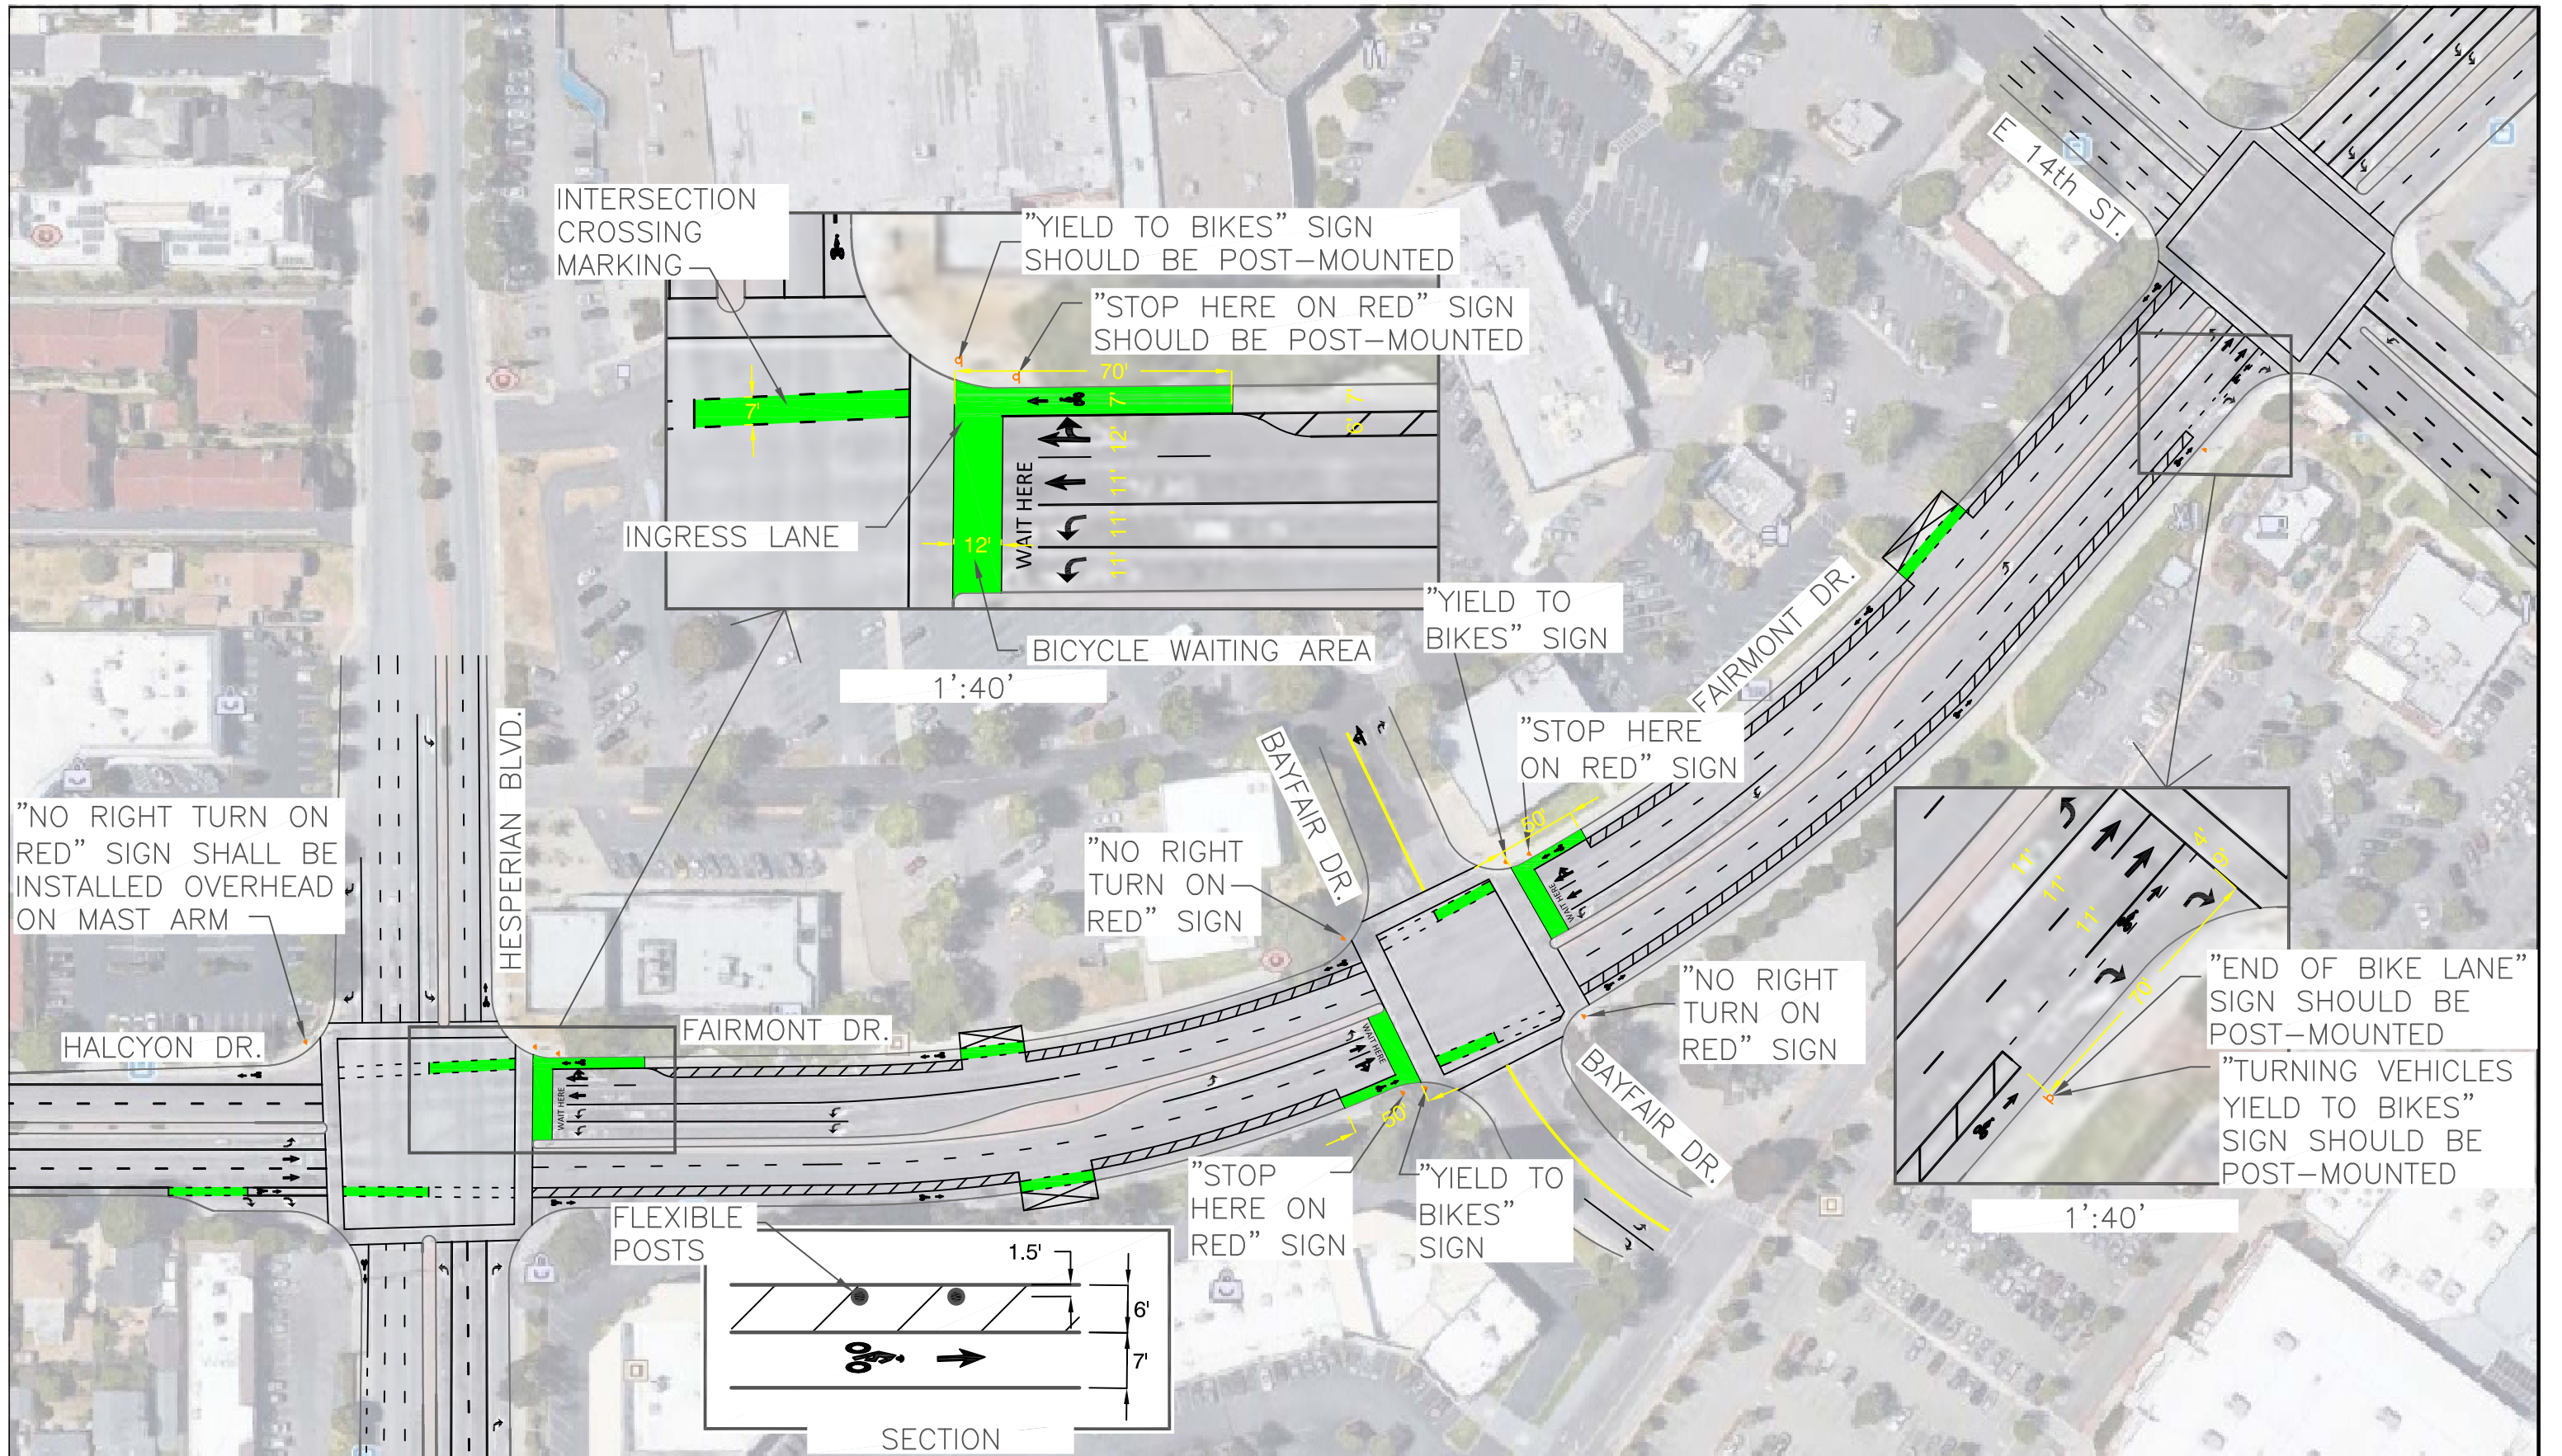 E 14th ST.
INTERSECTION
CROSSING
MARKING
"YIELD TO BIKES" SIGN
SHOULD BE POST-MOUNTED
"STOP HERE ON RED" SIGN
SHOULD BE POST-MOUNTED
70'
7'
7'
7'
6'
12'
11'
11'
11'
12'
WAIT HERE
INGRESS LANE
BICYCLE WAITING AREA
1':40'
"YIELD TO
BIKES" SIGN
FAIRMONT DR.
"STOP HERE
ON RED" SIGN
50'
WAIT HERE
BAYFAIR DR.
HESPERIAN BLVD.
"NO RIGHT TURN ON
RED" SIGN SHALL BE
INSTALLED OVERHEAD
ON MAST ARM
"NO RIGHT
TURN ON
RED" SIGN
11'
11'
11'
4'
9'
70'
"END OF BIKE LANE"
SIGN SHOULD BE
POST-MOUNTED
"TURNING VEHICLES
YIELD TO BIKES"
SIGN SHOULD BE
POST-MOUNTED
1':40'
HALCYON DR.
FAIRMONT DR.
WAIT HERE
WAIT HERE
"NO RIGHT
TURN ON
RED" SIGN
BAYFAIR DR.
50'
"STOP
HERE ON
RED" SIGN
"YIELD TO
BIKES"
SIGN
FLEXIBLE
POSTS
1.5'
6'
7'
SECTION